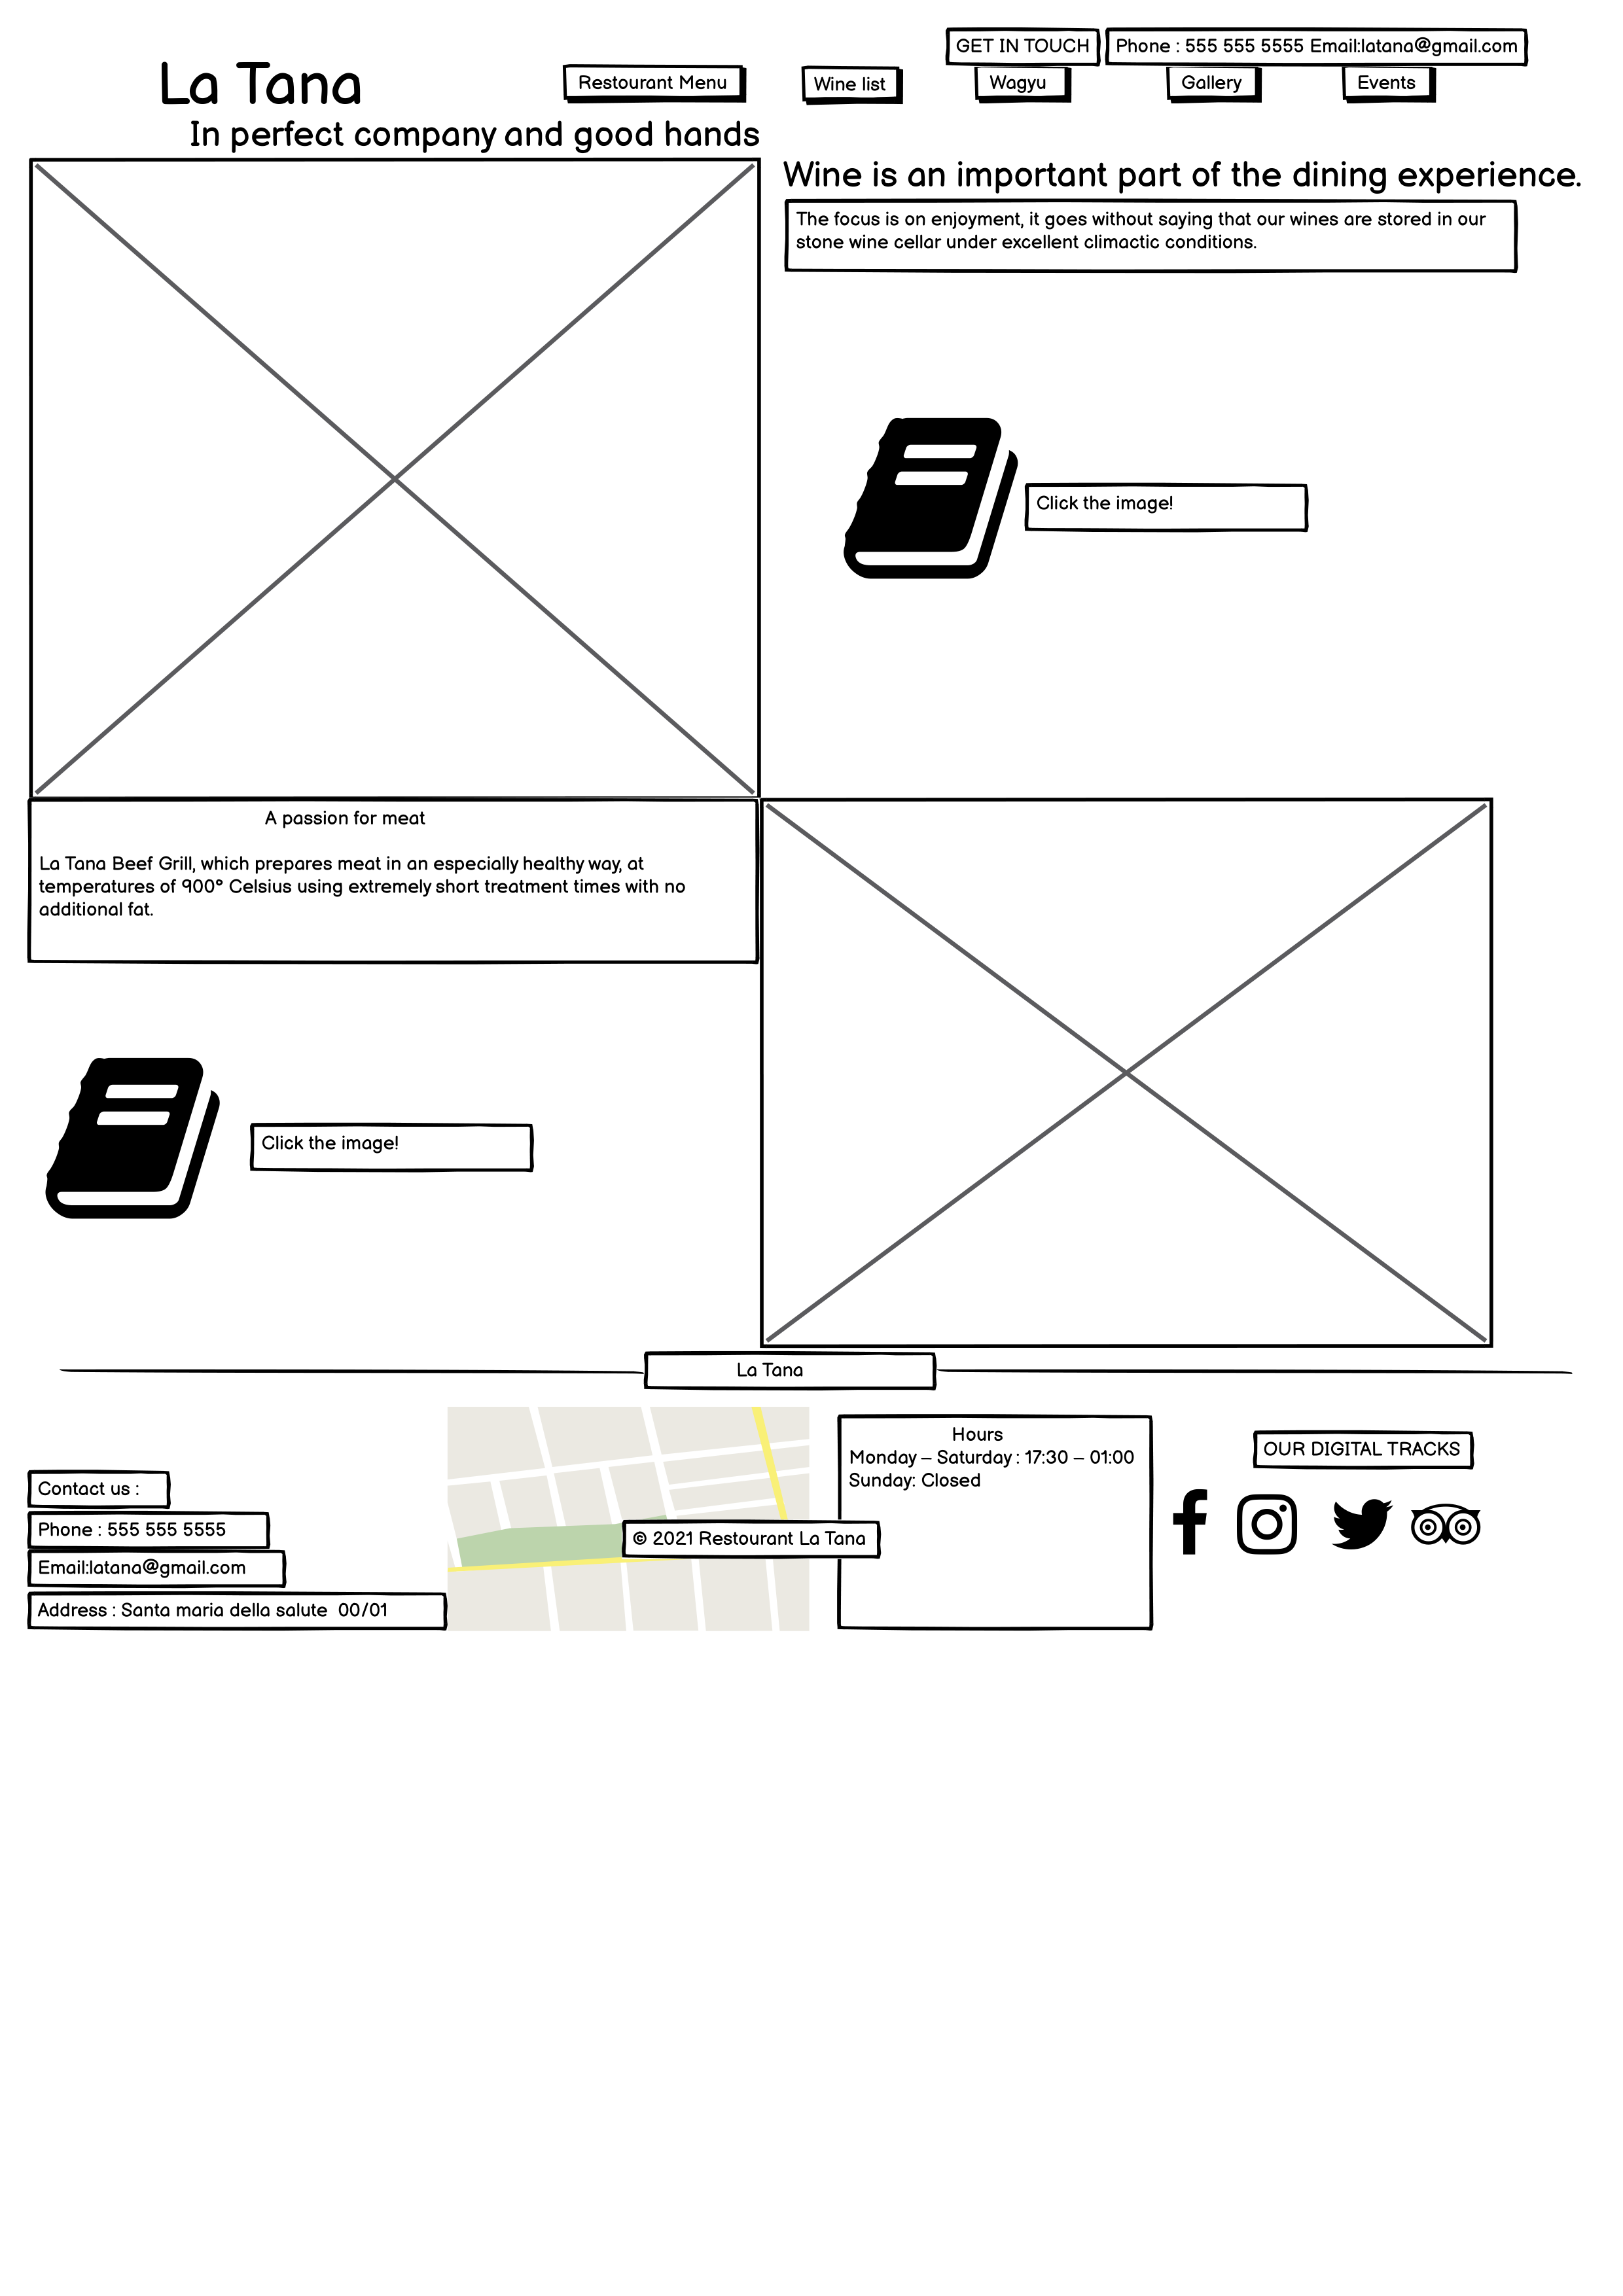 GET IN TOUCH
Phone : 555 555 5555 Email:latana@gmail.com
La Tana
Restourant Menu
Wine list
Wagyu
Gallery
Events
In perfect company and good hands
Wine is an important part of the dining experience.
The focus is on enjoyment, it goes without saying that our wines are stored in our
stone wine cellar under excellent climactic conditions.
Click the image!
A passion for meat
La Tana Beef Grill, which prepares meat in an especially healthy way, at
temperatures of 900° Celsius using extremely short treatment times with no
additional fat.
Click the image!
La Tana
Contact us :
Phone : 555 555 5555
Email:latana@gmail.com
Address : Santa maria della salute 00/01
© 2021 Restourant La Tana
Hours
Monday – Saturday : 17:30 – 01:00
Sunday: Closed
OUR DIGITAL TRACKS